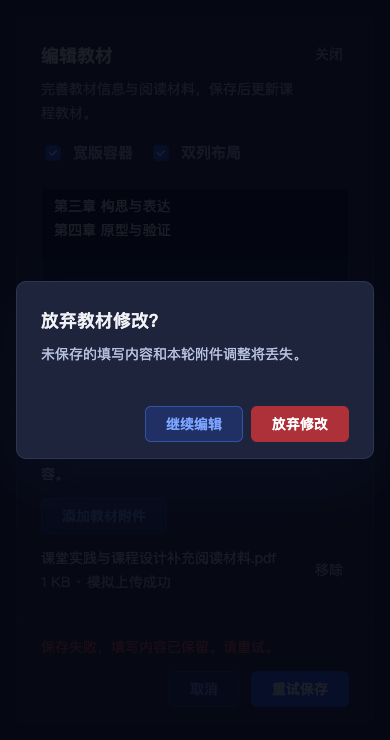 编辑教材
关闭
完善教材信息与阅读材料，保存后更新课
程教材。
宽版容器
双列布局
第三章 构思与表达
第四章 原型与验证
放弃教材修改?
未保存的填写内容和本轮附件调整将丢失。
继续编辑
放弃修改
容。
添加教材附件
课堂实践与课程设计补充阅读材料.pdf
1 KB · 模拟上传成功
移除
保存失败，填写内容已保留，请重试。
取消
重试保存